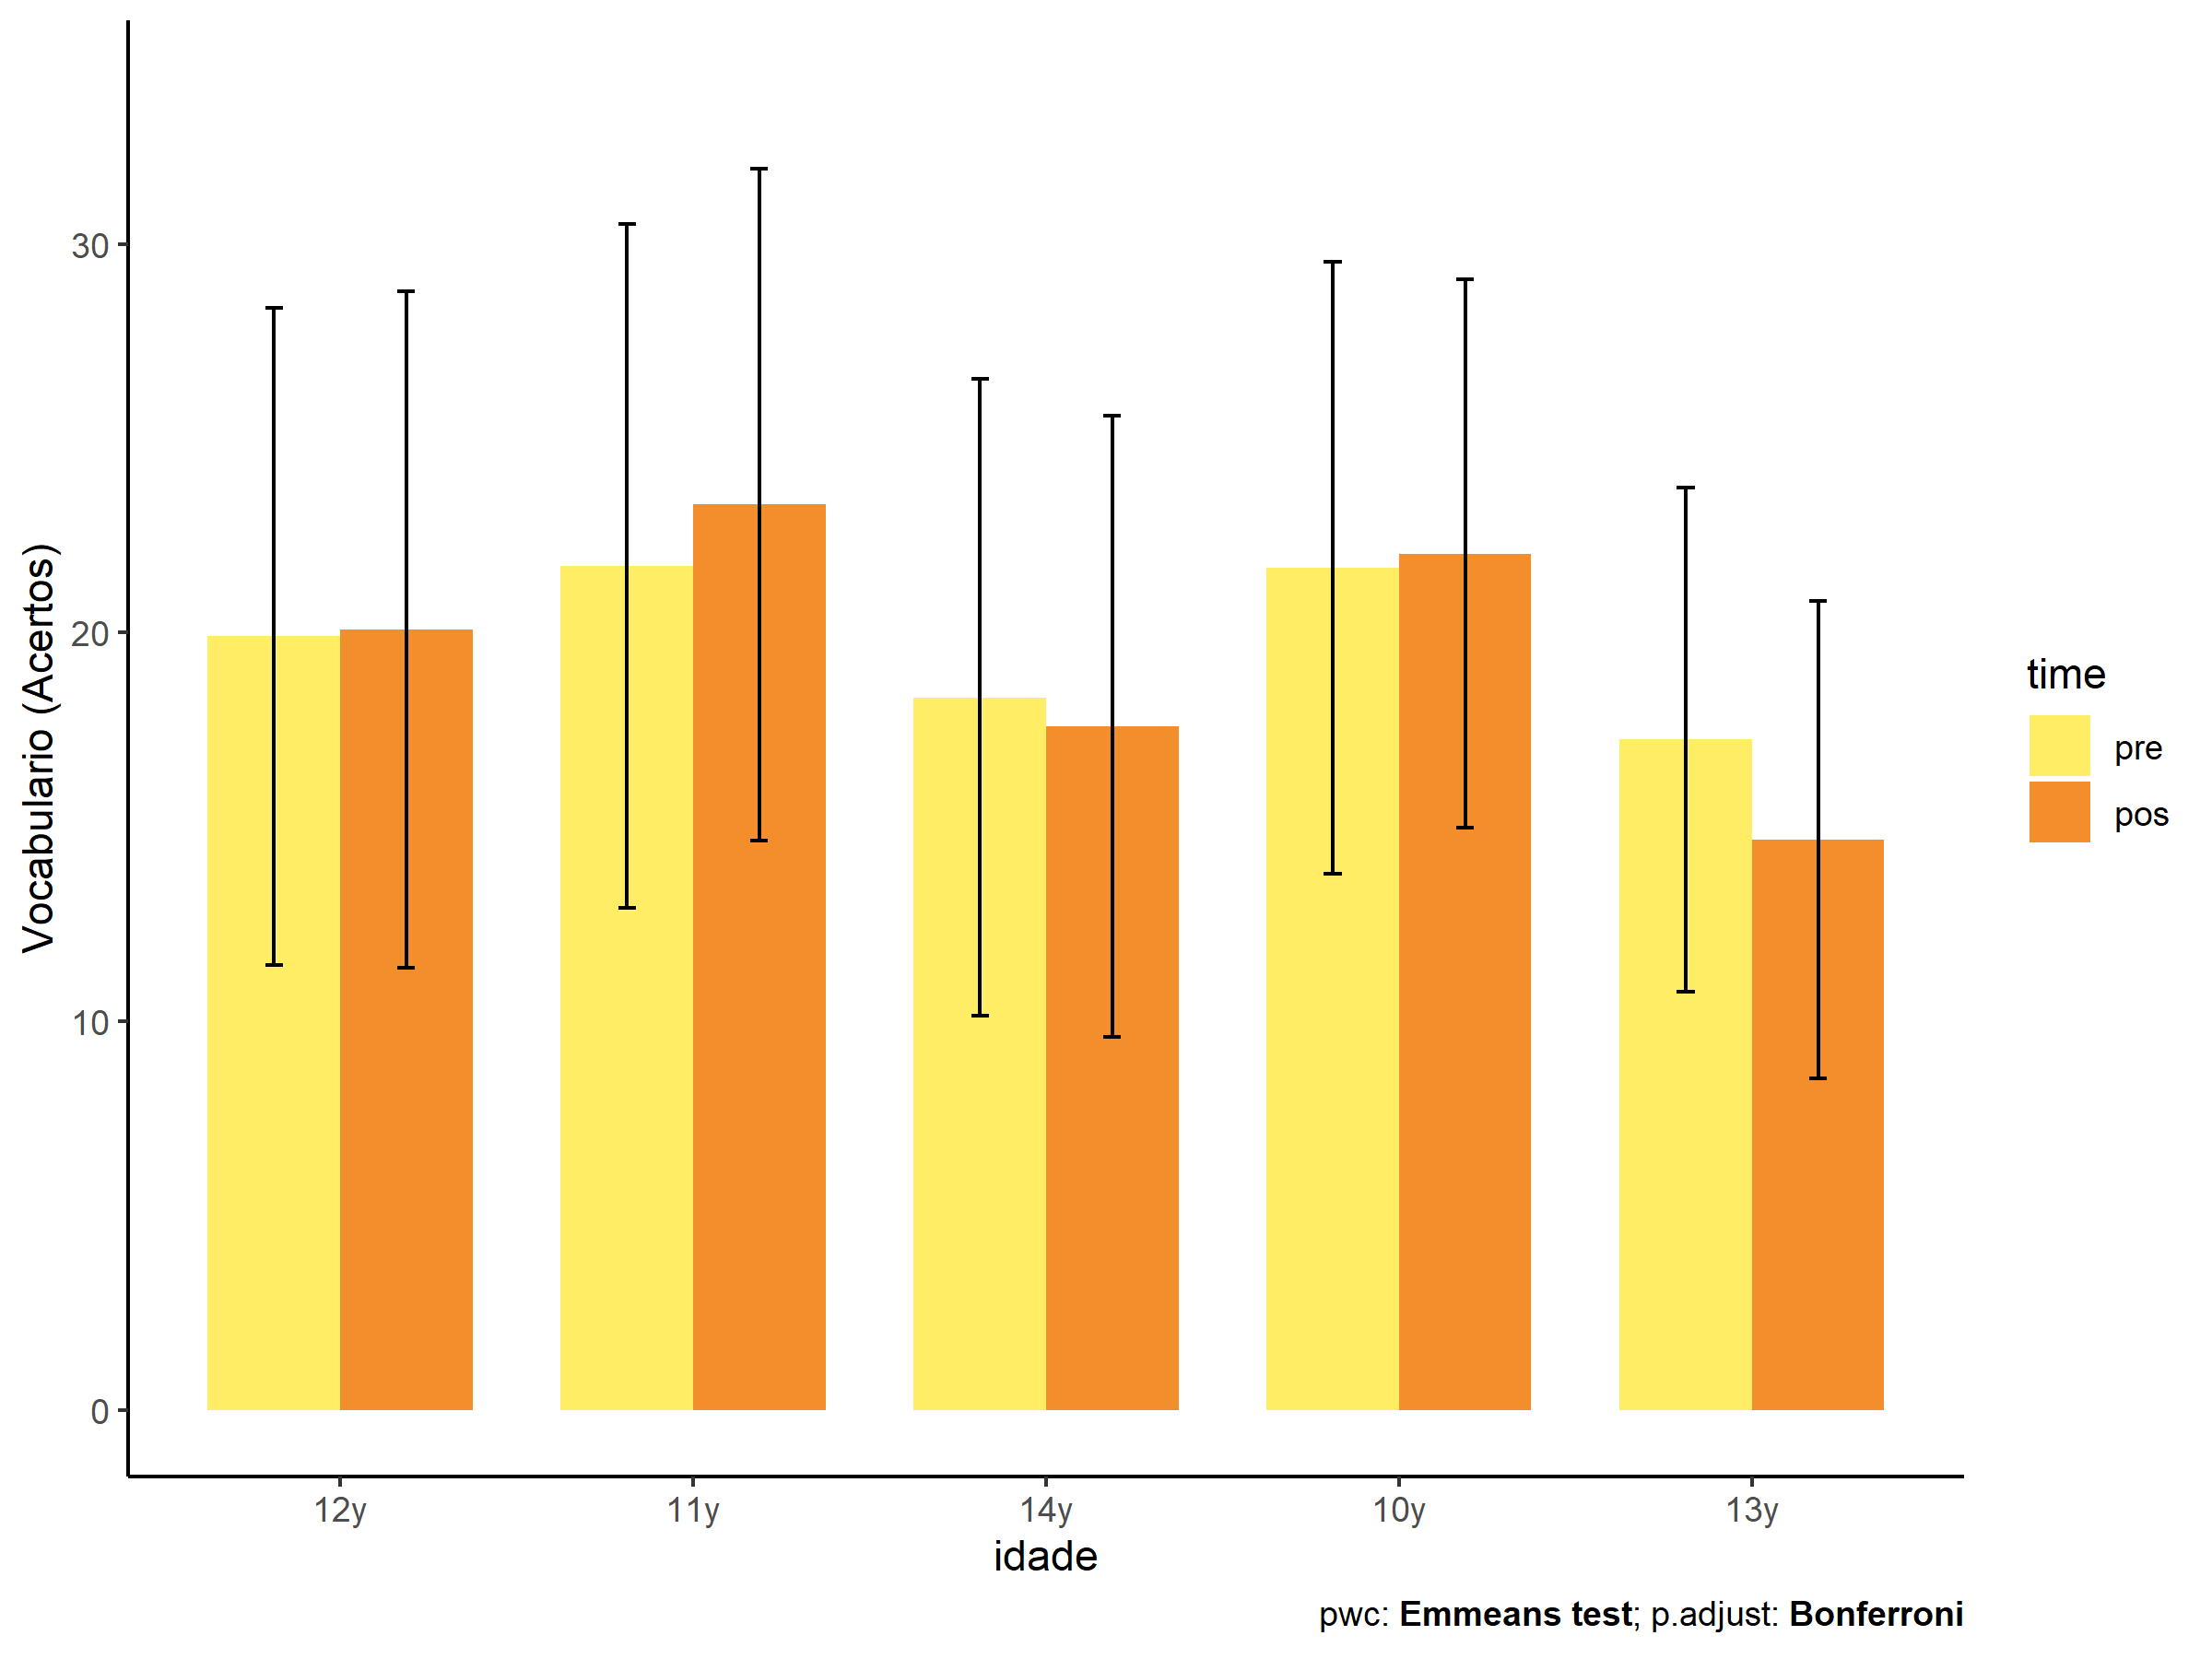 Vocabulario (Acertos)
30
20
10
0
12y 11y 14y 10y 13y
idade
time
pre
pos
pwc: Emmeans test; p.adjust: Bonferroni